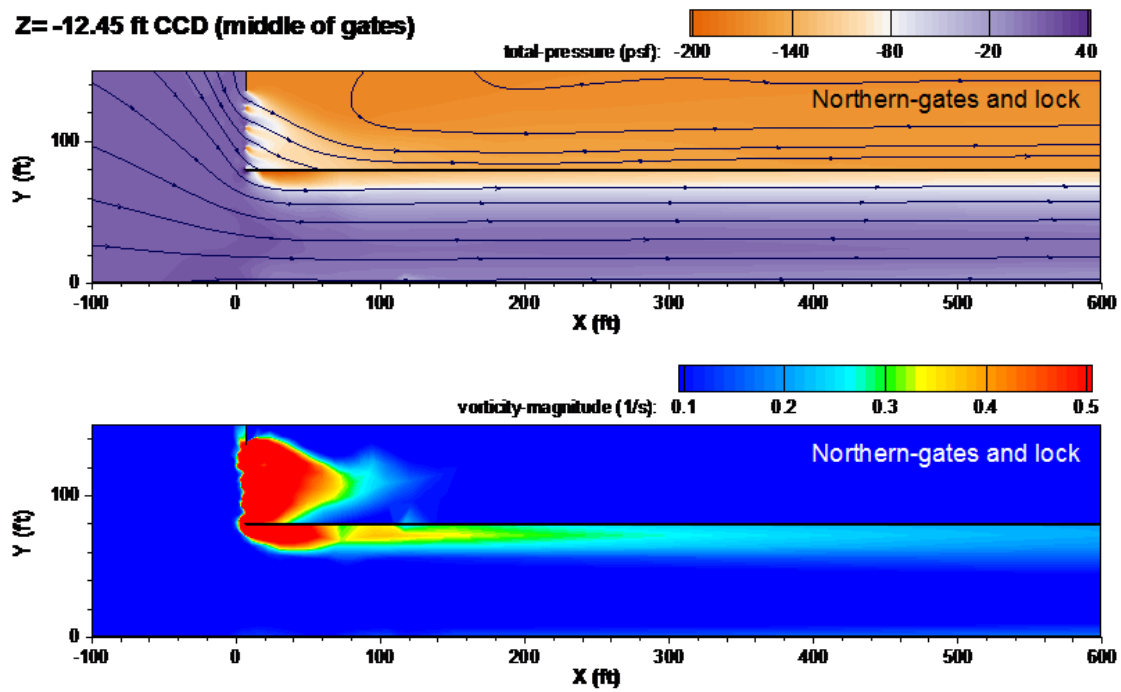 Z= -12.45 ft CCD (middle of gates)
total-pressure (psf): -200 -140 -80 -20 40
Northern-gates and lock
Y (ft)
100
0
-100 0 100 200 300 400 500 600
X (ft)
vorticity-magnitude (1/s): 0.1 0.2 0.3 0.4 0.5
Northern-gates and lock
Y (ft)
100
0
-100 0 100 200 300 400 500 600
X (ft)